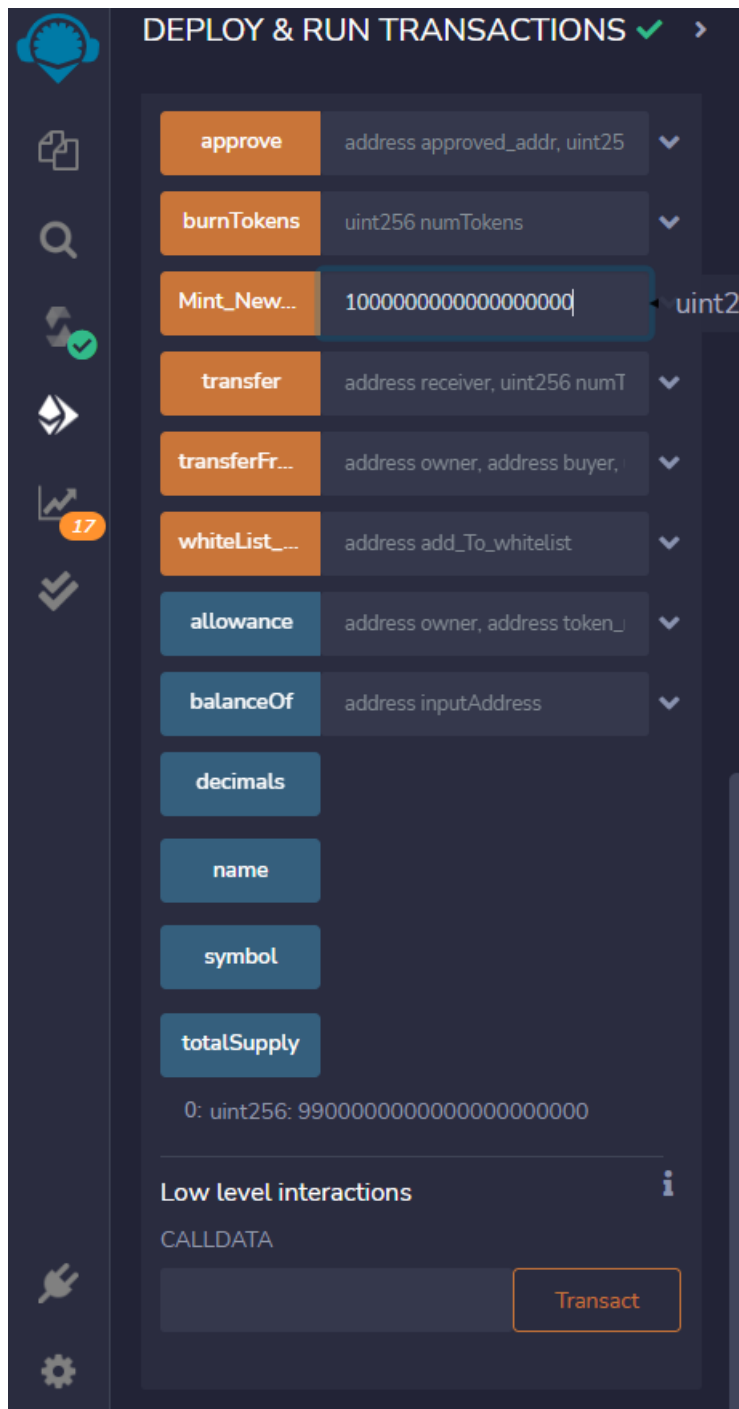 DEPLOY & RUN TRANSACTIONS
approve
address approved_addr, uint25
burnTokens
uint256 numTokens
Mint_New...
1000000000000000000
uint2
transfer
address receiver, uint256 numT
transferFr...
address owner, address buyer,
17
whiteList_...
address add_To_whitelist
allowance
address owner, address token_
balanceOf
address inputAddress
decimals
name
symbol
totalSupply
0: uint256: 990000000000000000000000
Low level interactions
i
CALLDATA
Transact